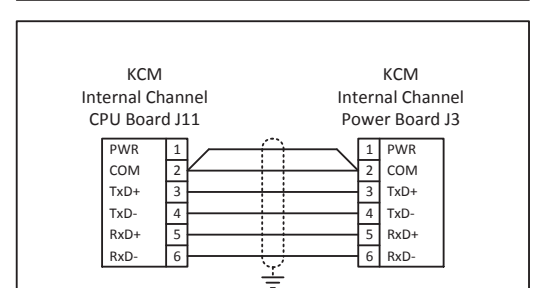 KCM
Internal Channel
CPU Board J11
KCM
Internal Channel
Power Board J3
PWR 1
COM 2
TxD+ 3
TxD- 4
RxD+ 5
RxD- 6
1 PWR
2 COM
3 TxD+
4 TxD-
5 RxD+
6 RxD-